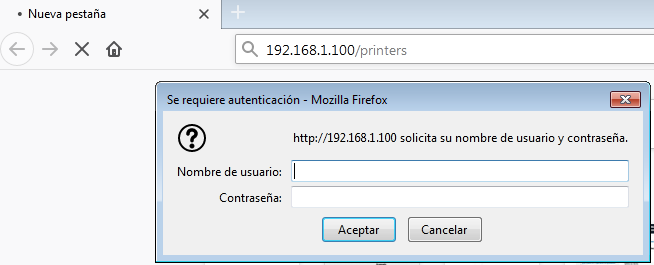 Nueva pestaña
192.168.1.100/printers
Se requiere autenticación - Mozilla Firefox
http://192.168.1.100 solicita su nombre de usuario y contraseña.
Nombre de usuario:
Contraseña:
Aceptar Cancelar